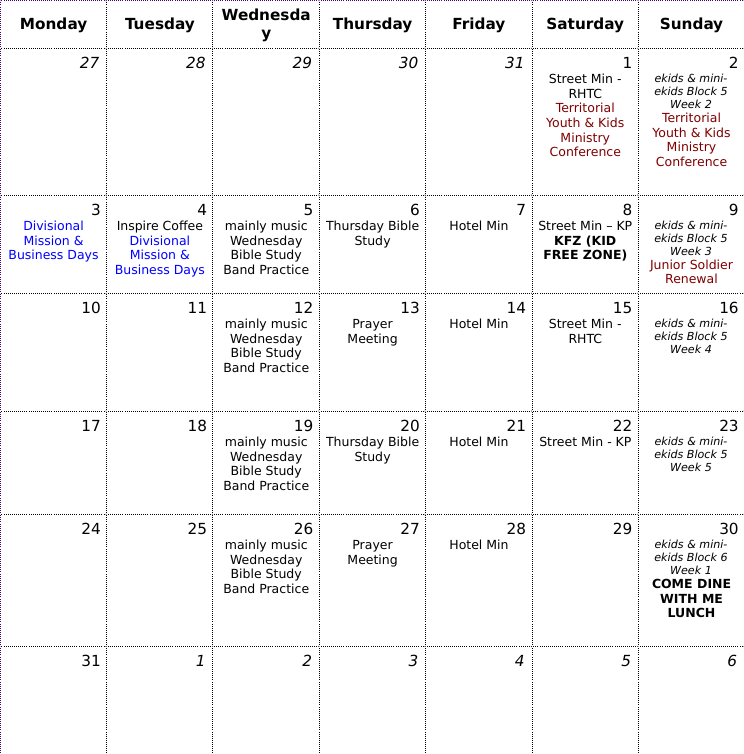 Monday
Tuesday
Wednesda
y
Thursday
Friday
Saturday
Sunday
27
28
29
30
31
1
Street Min -
RHTC
Territorial
Youth & Kids
Ministry
Conference
2
ekids & mini-
ekids Block 5
Week 2
Territorial
Youth & Kids
Ministry
Conference
3
Divisional
Mission &
Business Days
4
Inspire Coffee
Divisional
Mission &
Business Days
5
mainly music
Wednesday
Bible Study
Band Practice
6
Thursday Bible
Study
7
Hotel Min
8
Street Min – KP
KFZ (KID
FREE ZONE)
9
ekids & mini-
ekids Block 5
Week 3
Junior Soldier
Renewal
10
11
12
mainly music
Wednesday
Bible Study
Band Practice
13
Prayer
Meeting
14
Hotel Min
15
Street Min -
RHTC
16
ekids & mini-
ekids Block 5
Week 4
17
18
19
mainly music
Wednesday
Bible Study
Band Practice
20
Thursday Bible
Study
21
Hotel Min
22
Street Min - KP
23
ekids & mini-
ekids Block 5
Week 5
24
25
26
mainly music
Wednesday
Bible Study
Band Practice
27
Prayer
Meeting
28
Hotel Min
29
30
ekids & mini-
ekids Block 6
Week 1
COME DINE
WITH ME
LUNCH
31
1
2
3
4
5
6